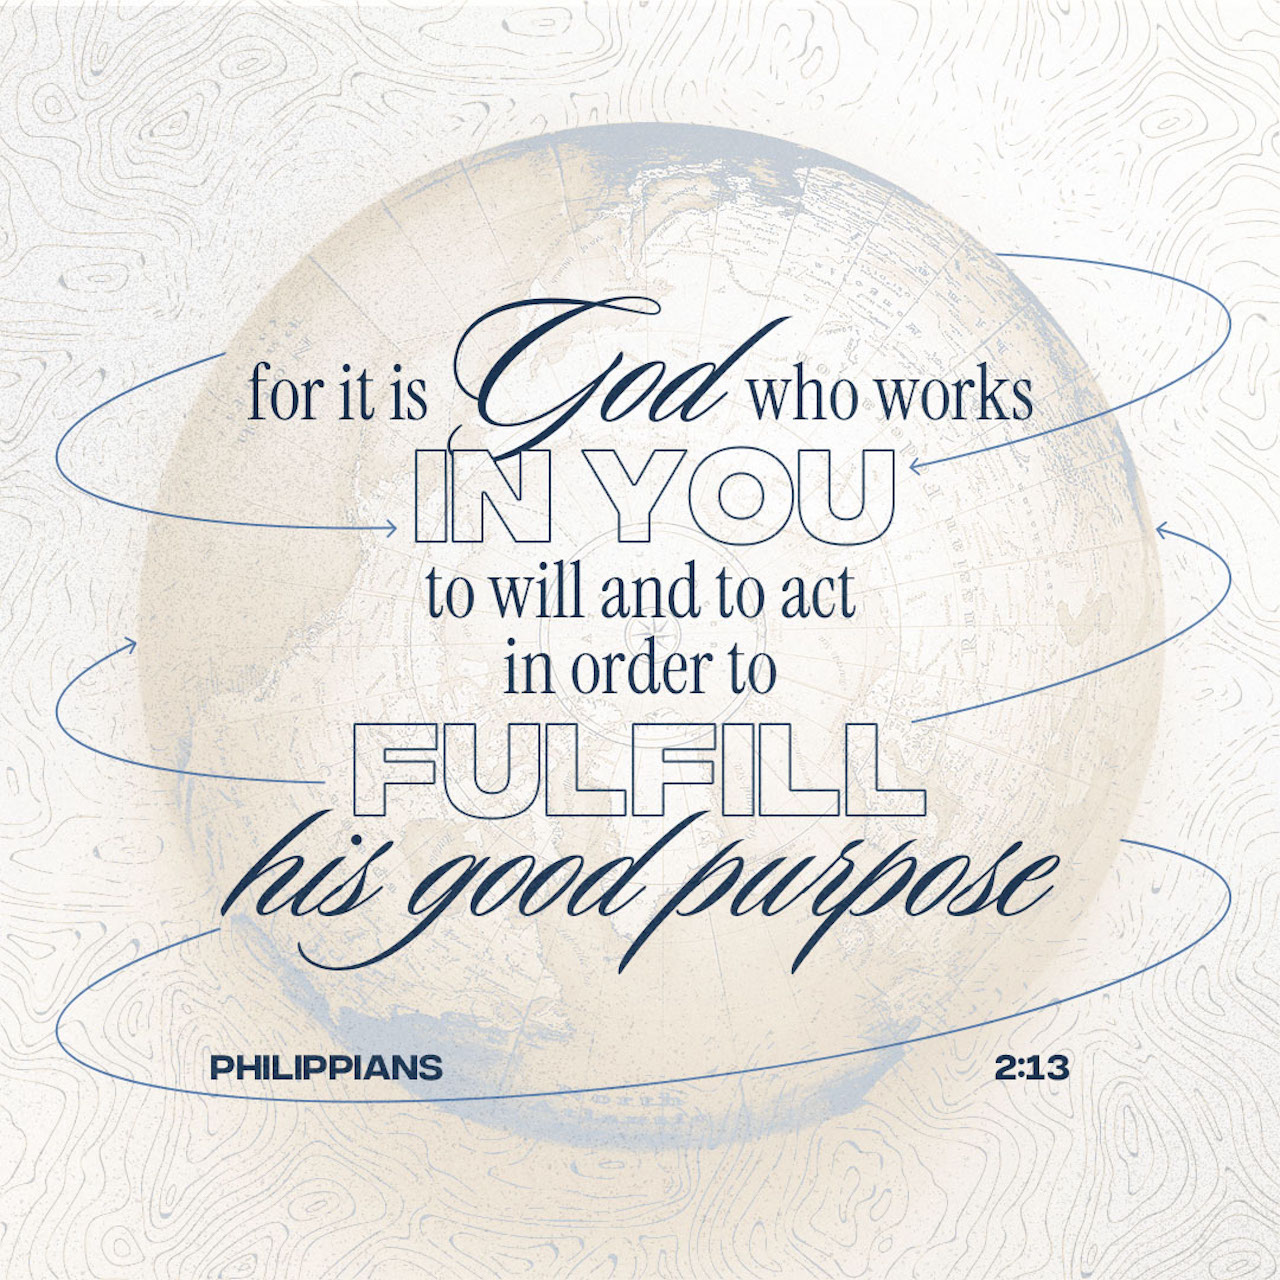 for it is God who works
IN YOU
to will and to act
in order to
FULFILL
his good purpose
PHILIPPIANS 2:13